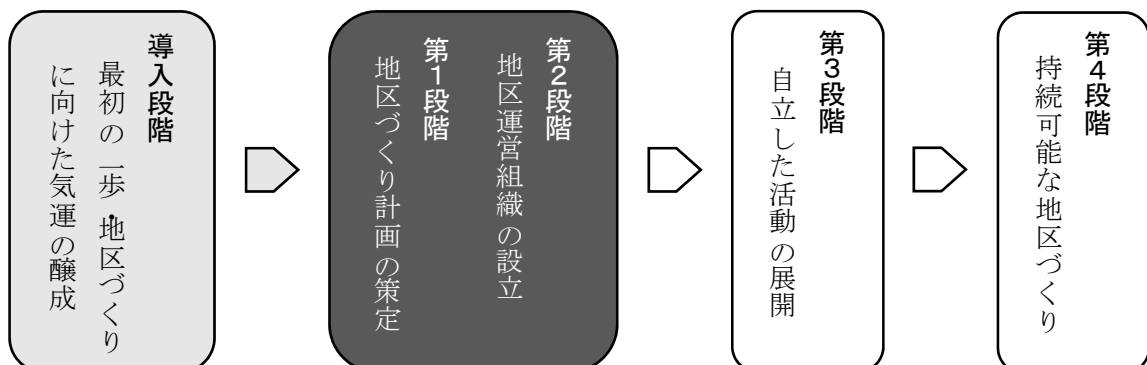 導入段階
最初の一歩・地区づくり
に向けた気運の醸成
第1段階
地区づくり計画の策定
第2段階
地区運営組織の設立
第3段階
自立した活動の展開
第4段階
持続可能な地区づくり